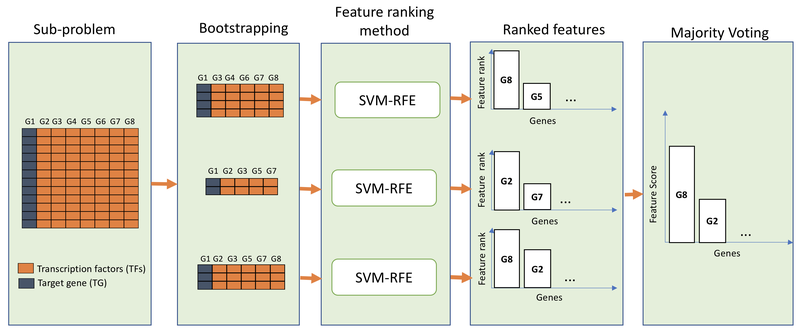 Sub-problem
Bootstrapping
Feature ranking
method
Ranked features
Majority Voting
G1 G2 G3 G4 G5 G6 G7 G8
Transcription factors (TFs)
Target gene (TG)
G1 G3 G4 G6 G7 G8
G1 G2 G3 G5 G7
G1 G2 G3 G5 G7 G8
SVM-RFE
SVM-RFE
SVM-RFE
Feature rank
G8
G5
...
Genes
Feature rank
G2
G7
...
Genes
Feature rank
G8
G2
...
Genes
Feature Score
G8
G2
...
Genes